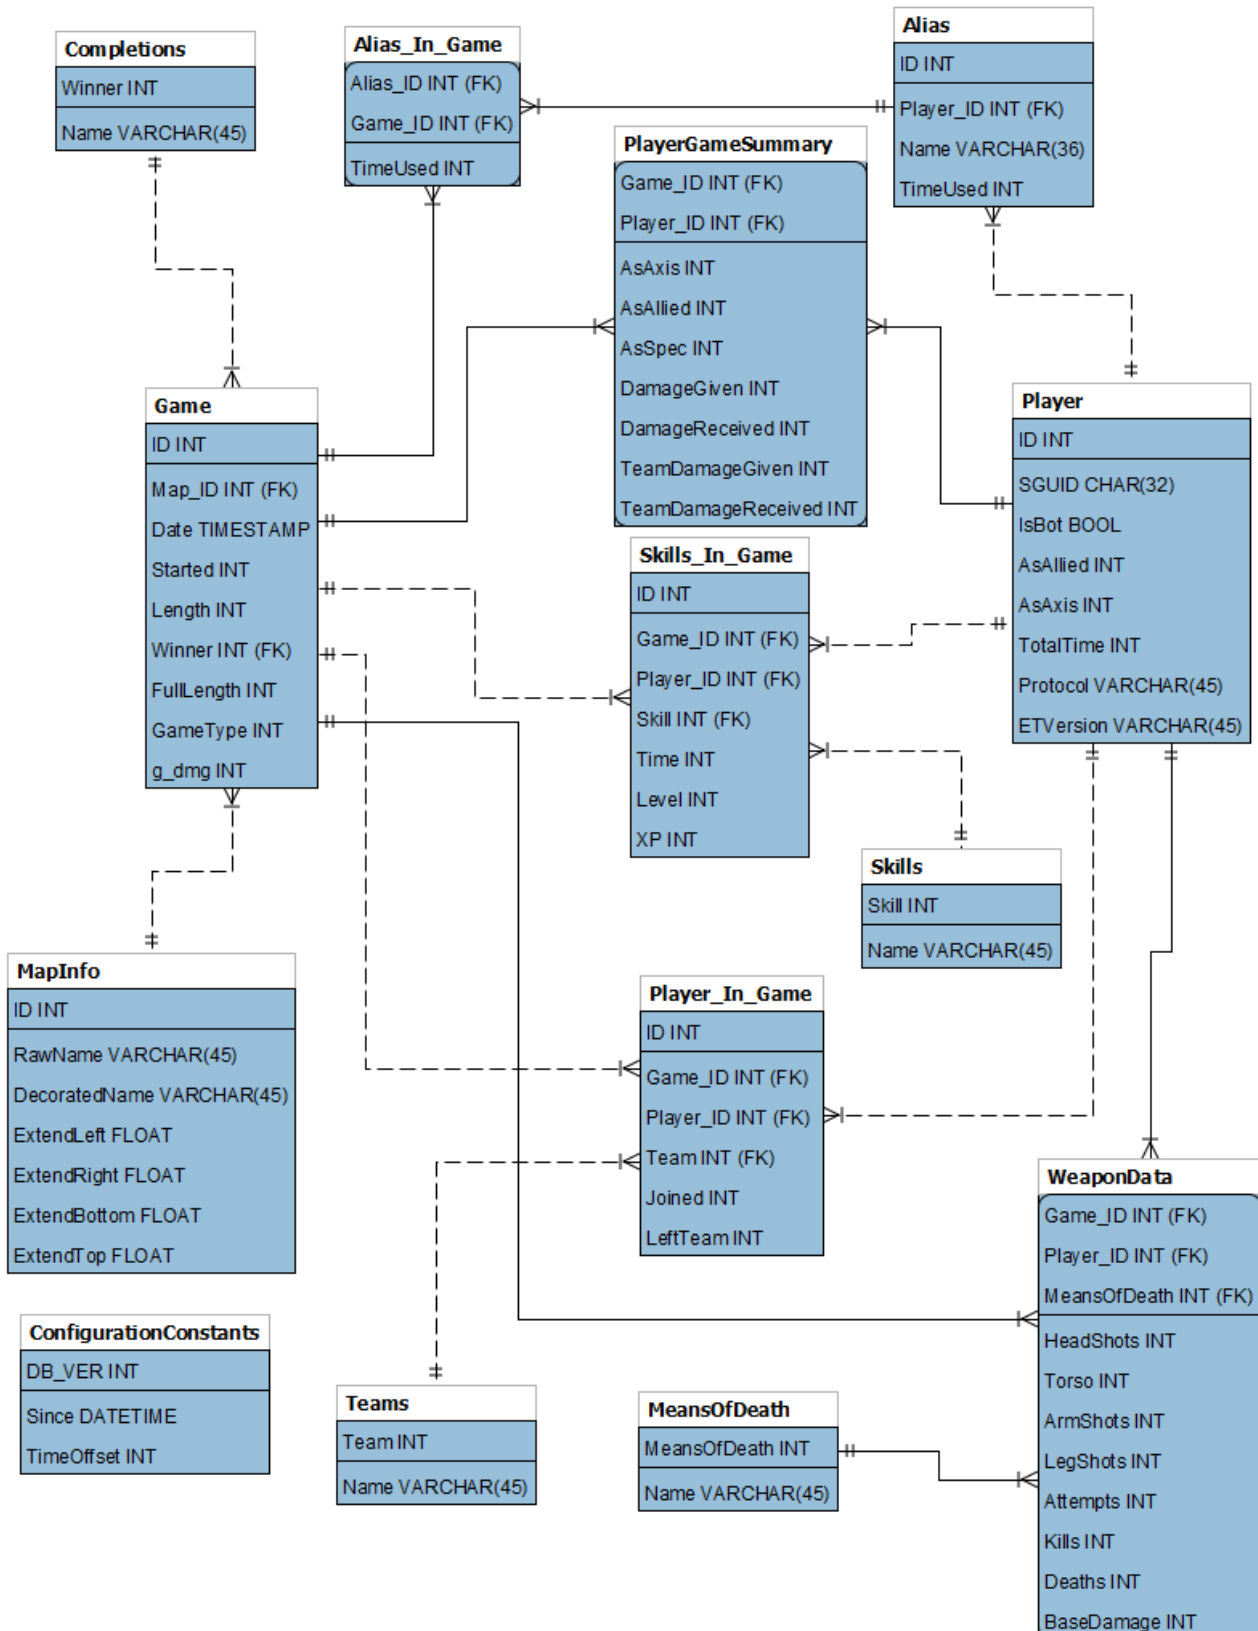 Completions
Winner INT
Name VARCHAR(45)
Alias_In_Game
Alias_ID INT (FK)
Game_ID INT (FK)
TimeUsed INT
Alias
ID INT
Player_ID INT (FK)
Name VARCHAR(36)
TimeUsed INT
PlayerGameSummary
Game_ID INT (FK)
Player_ID INT (FK)
AsAxis INT
AsAllied INT
AsSpec INT
DamageGiven INT
DamageReceived INT
TeamDamageGiven INT
TeamDamageReceived INT
Game
ID INT
Map_ID INT (FK)
Date TIMESTAMP
Started INT
Length INT
Winner INT (FK)
FullLength INT
GameType INT
g_dmg INT
Player
ID INT
SGUID CHAR(32)
IsBot BOOL
AsAllied INT
AsAxis INT
TotalTime INT
Protocol VARCHAR(45)
ETVersion VARCHAR(45)
Skills_In_Game
ID INT
Game_ID INT (FK)
Player_ID INT (FK)
Skill INT (FK)
Time INT
Level INT
XP INT
Skills
Skill INT
Name VARCHAR(45)
MapInfo
ID INT
RawName VARCHAR(45)
DecoratedName VARCHAR(45)
ExtendLeft FLOAT
ExtendRight FLOAT
ExtendBottom FLOAT
ExtendTop FLOAT
Player_In_Game
ID INT
Game_ID INT (FK)
Player_ID INT (FK)
Team INT (FK)
Joined INT
LeftTeam INT
WeaponData
Game_ID INT (FK)
Player_ID INT (FK)
MeansOfDeath INT (FK)
HeadShots INT
Torso INT
ArmShots INT
LegShots INT
Attempts INT
Kills INT
Deaths INT
BaseDamage INT
ConfigurationConstants
DB_VER INT
Since DATETIME
TimeOffset INT
Teams
Team INT
Name VARCHAR(45)
MeansOfDeath
MeansOfDeath INT
Name VARCHAR(45)